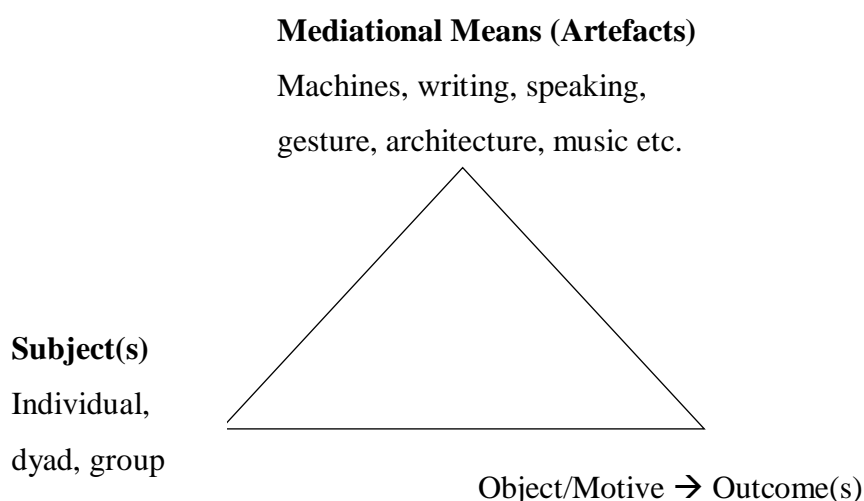 Mediational Means (Artefacts)
Machines, writing, speaking,
gesture, architecture, music etc.
Subject(s)
Individual,
dyad, group
Object/Motive → Outcome(s)